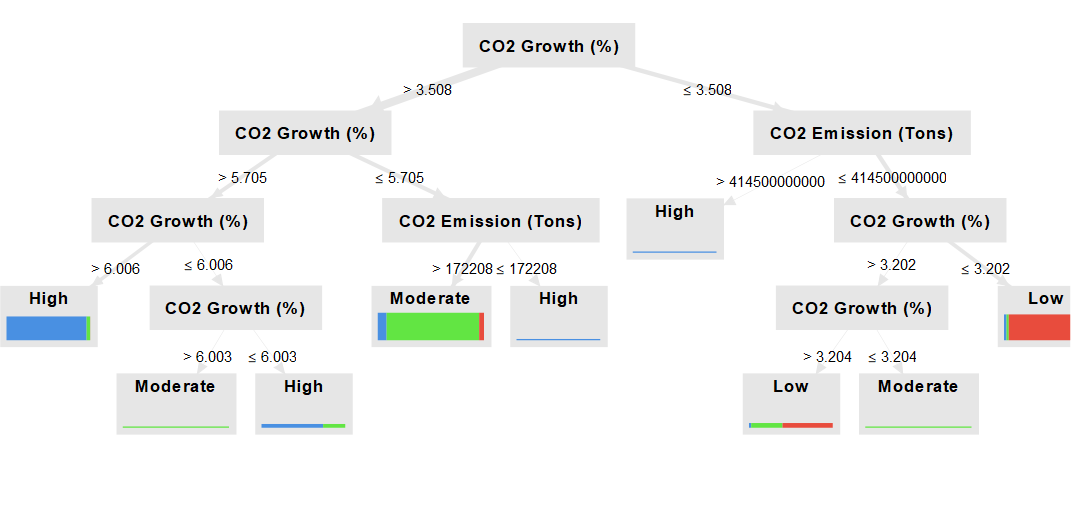 CO2 Growth (%)
> 3.508
≤ 3.508
CO2 Growth (%)
CO2 Emission (Tons)
> 5.705
≤ 5.705
> 414500000000
≤ 414500000000
CO2 Growth (%)
CO2 Emission (Tons)
High
CO2 Growth (%)
> 6.006
≤ 6.006
> 172208
≤ 172208
> 3.202
≤ 3.202
High
CO2 Growth (%)
Moderate
High
CO2 Growth (%)
Low
> 6.003
≤ 6.003
> 3.204
≤ 3.204
Moderate
High
Low
Moderate